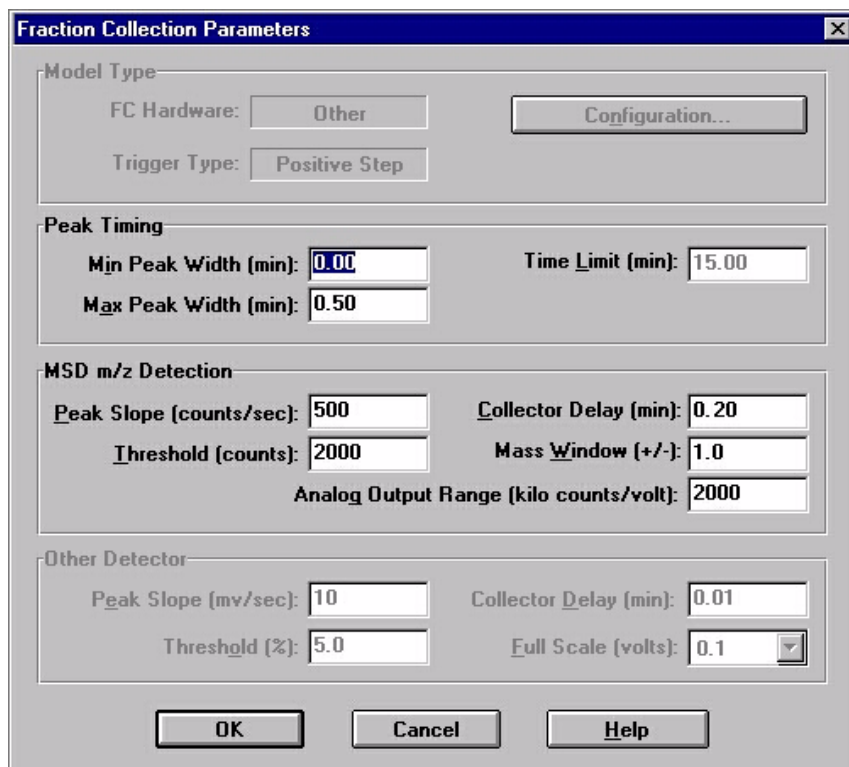 Fraction Collection Parameters
Model Type
FC Hardware: Other
Configuration...
Trigger Type: Positive Step
Peak Timing
Min Peak Width (min): 0.00
Time Limit (min): 15.00
Max Peak Width (min): 0.50
MSD m/z Detection
Peak Slope (counts/sec): 500
Collector Delay (min): 0.20
Threshold (counts): 2000
Mass Window (+/-): 1.0
Analog Output Range (kilo counts/volt): 2000
Other Detector
Peak Slope (mv/sec): 10
Collector Delay (min): 0.01
Threshold (%): 5.0
Full Scale (volts): 0.1
OK
Cancel
Help